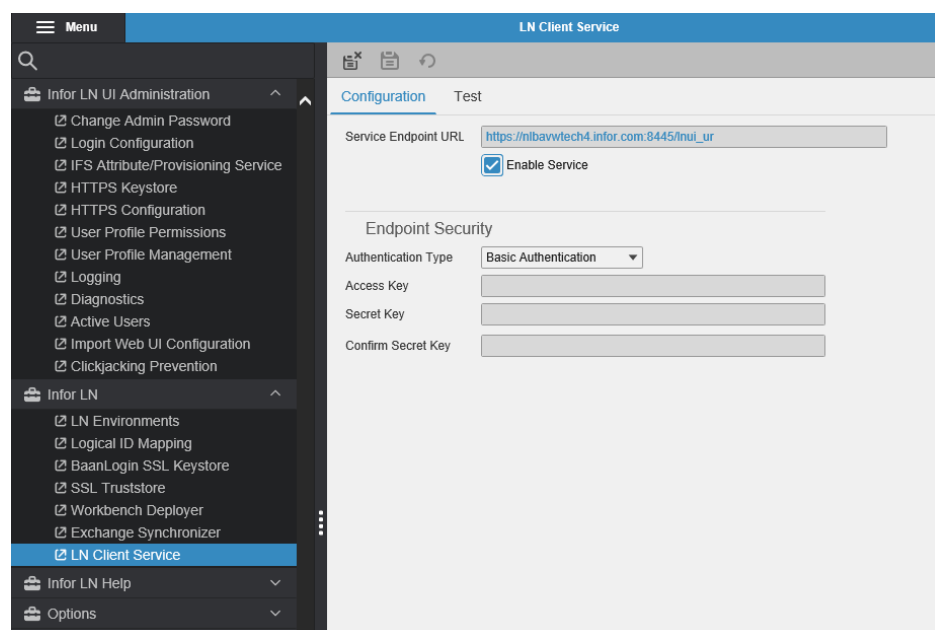 Menu
LN Client Service
Infor LN UI Administration
Change Admin Password
Login Configuration
IFS Attribute/Provisioning Service
HTTPS Keystore
HTTPS Configuration
User Profile Permissions
User Profile Management
Logging
Diagnostics
Active Users
Import Web UI Configuration
Clickjacking Prevention
Infor LN
LN Environments
Logical ID Mapping
BaanLogin SSL Keystore
SSL Truststore
Workbench Deployer
Exchange Synchronizer
LN Client Service
Infor LN Help
Options
Configuration Test
Service Endpoint URL https://nlbavwtech4.infor.com:8445/lnui_ur
Enable Service
Endpoint Security
Authentication Type Basic Authentication
Access Key
Secret Key
Confirm Secret Key